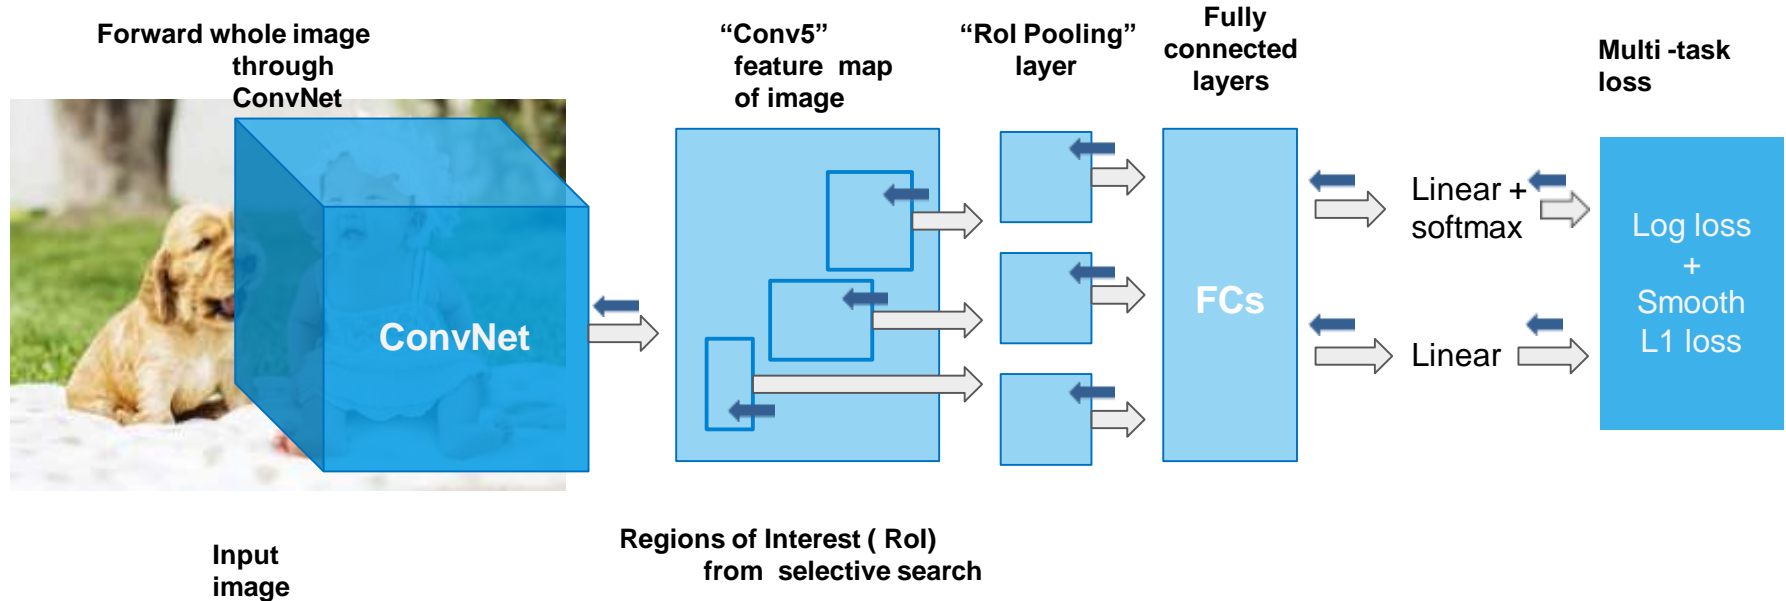 Forward whole image
through
ConvNet
“Conv5”
feature map
of image
“RoI Pooling”
layer
Fully
connected
layers
Multi -task
loss
ConvNet
FCs
Linear +
softmax
Linear
Log loss
+
Smooth
L1 loss
Input
image
Regions of Interest ( RoI)
from selective search